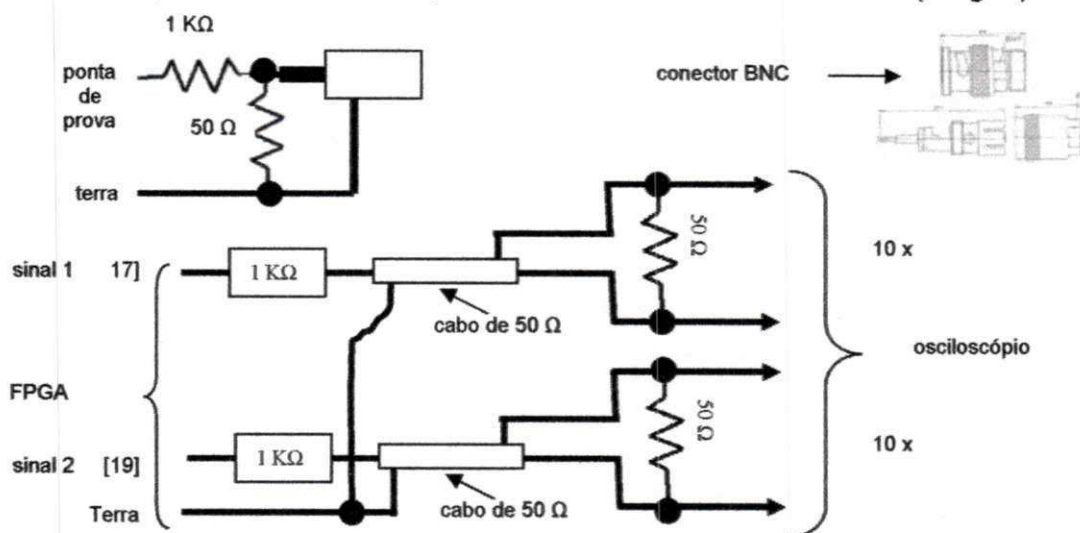 1 KΩ
ponta
de
prova
50 Ω
terra
conector BNC
sinal 1 17]
1 KΩ
cabo de 50 Ω
50 Ω
10 x
FPGA
osciloscópio
sinal 2 [19]
1 KΩ
cabo de 50 Ω
50 Ω
10 x
Terra